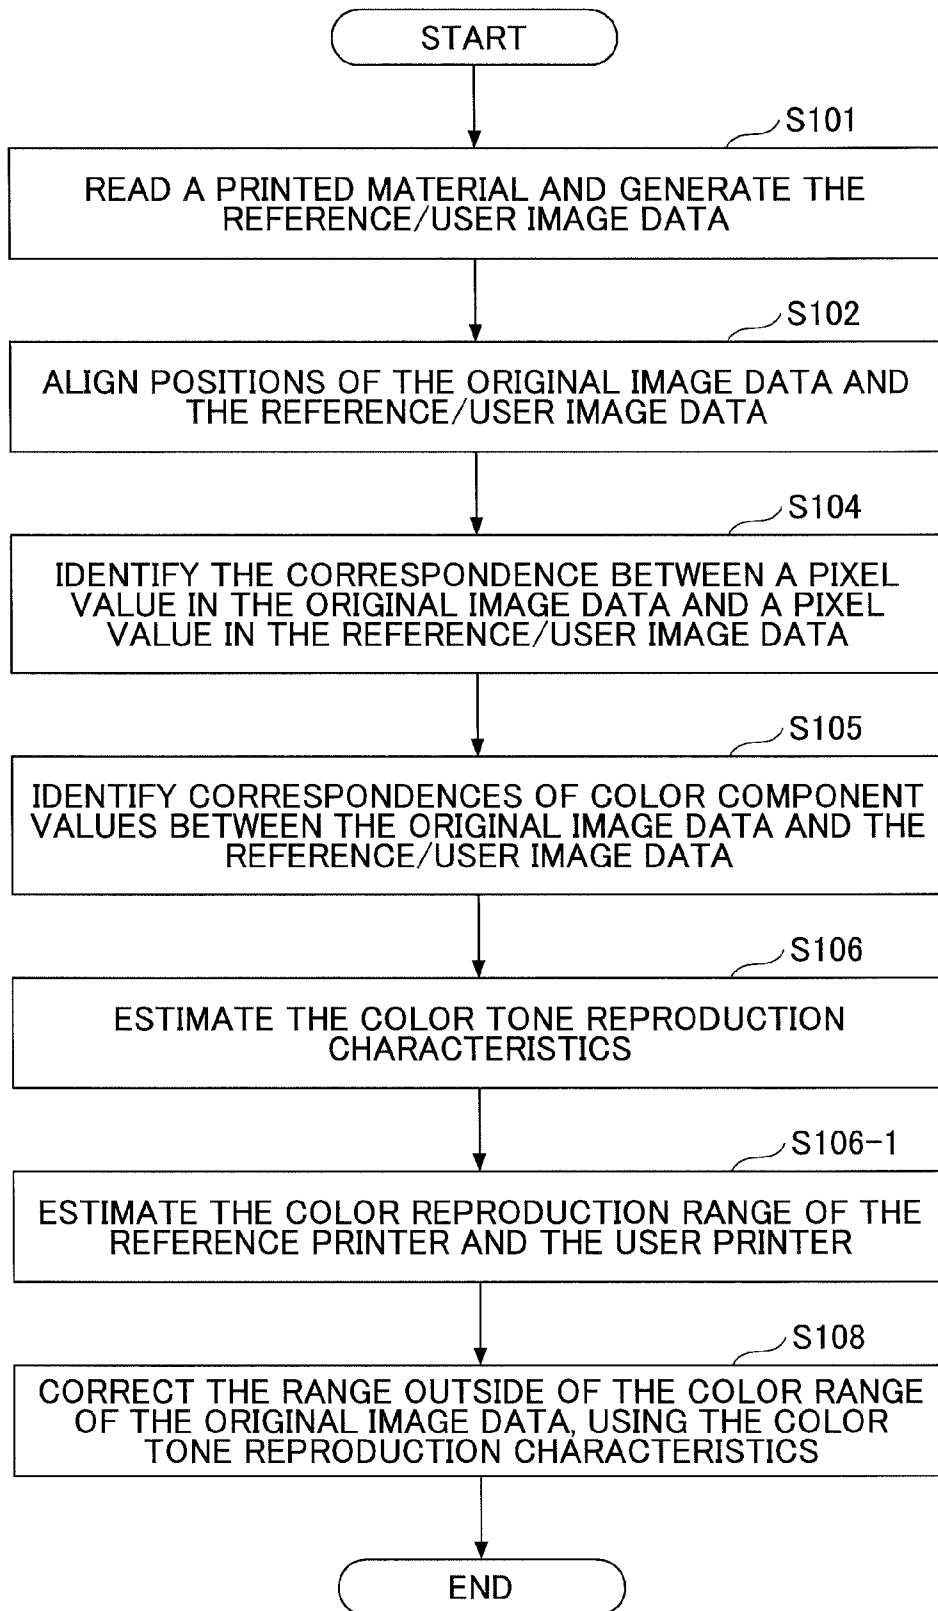 START
S101
READ A PRINTED MATERIAL AND GENERATE THE
REFERENCE/USER IMAGE DATA
S102
ALIGN POSITIONS OF THE ORIGINAL IMAGE DATA AND
THE REFERENCE/USER IMAGE DATA
S104
IDENTIFY THE CORRESPONDENCE BETWEEN A PIXEL
VALUE IN THE ORIGINAL IMAGE DATA AND A PIXEL
VALUE IN THE REFERENCE/USER IMAGE DATA
S105
IDENTIFY CORRESPONDENCES OF COLOR COMPONENT
VALUES BETWEEN THE ORIGINAL IMAGE DATA AND THE
REFERENCE/USER IMAGE DATA
S106
ESTIMATE THE COLOR TONE REPRODUCTION
CHARACTERISTICS
S106-1
ESTIMATE THE COLOR REPRODUCTION RANGE OF THE
REFERENCE PRINTER AND THE USER PRINTER
S108
CORRECT THE RANGE OUTSIDE OF THE COLOR RANGE
OF THE ORIGINAL IMAGE DATA, USING THE COLOR
TONE REPRODUCTION CHARACTERISTICS
END